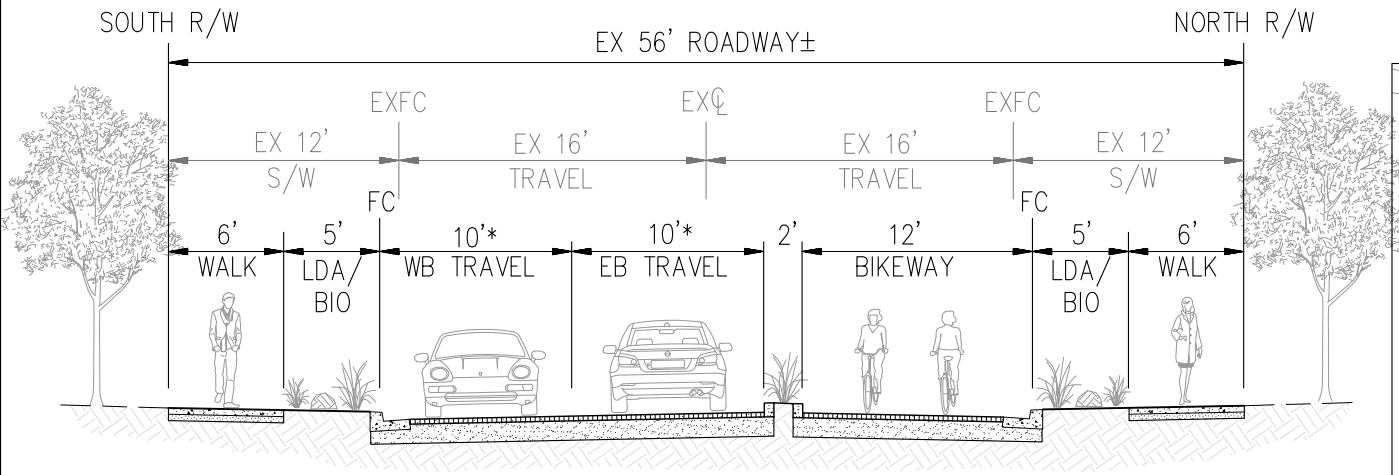 SOUTH R/W
NORTH R/W
EX 56' ROADWAY±
EXFC
EX℄
EXFC
EX 12'
S/W
EX 16'
TRAVEL
EX 16'
TRAVEL
EX 12'
S/W
FC
FC
6'
WALK
5'
LDA/
BIO
10'*
WB TRAVEL
10'*
EB TRAVEL
2'
12'
BIKEWAY
5'
LDA/
BIO
6'
WALK